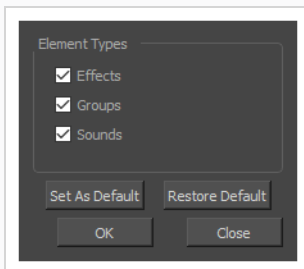 Element Types
Effects
Groups
Sounds
Set As Default Restore Default
OK Close